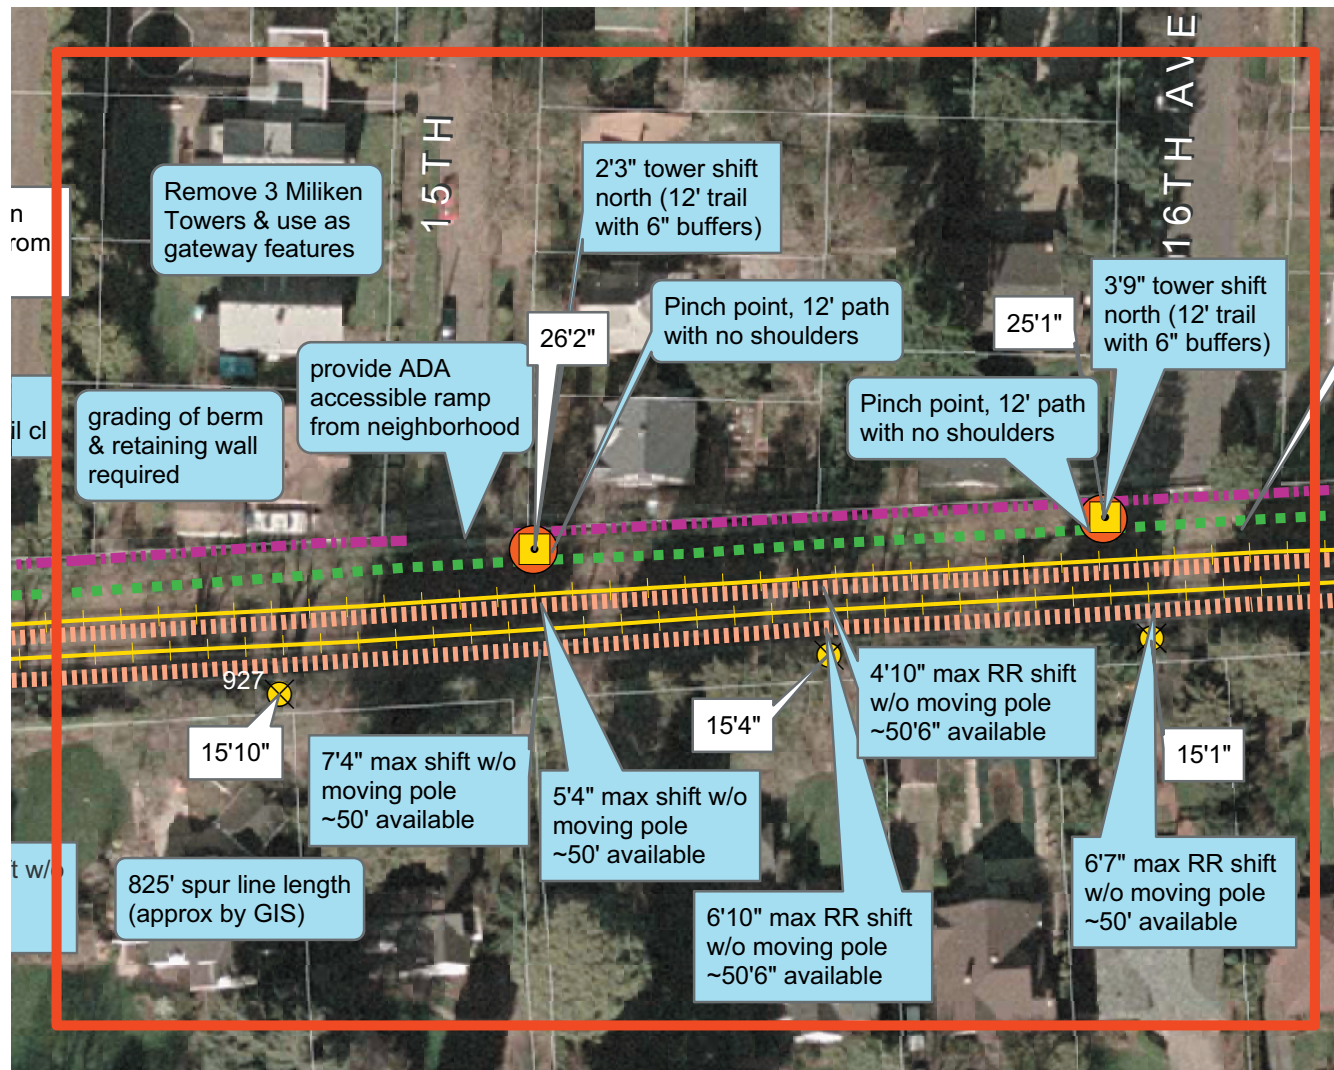 15TH
16TH AVE
n
rom
Remove 3 Miliken
Towers & use as
gateway features
2'3" tower shift
north (12' trail
with 6" buffers)
Pinch point, 12' path
with no shoulders
26'2"
25'1"
3'9" tower shift
north (12' trail
with 6" buffers)
provide ADA
accessible ramp
from neighborhood
Pinch point, 12' path
with no shoulders
il cl
grading of berm
& retaining wall
required
927
15'10"
7'4" max shift w/o
moving pole
~50' available
5'4" max shift w/o
moving pole
~50' available
15'4"
4'10" max RR shift
w/o moving pole
~50'6" available
15'1"
ft w/o
825' spur line length
(approx by GIS)
6'10" max RR shift
w/o moving pole
~50'6" available
6'7" max RR shift
w/o moving pole
~50' available